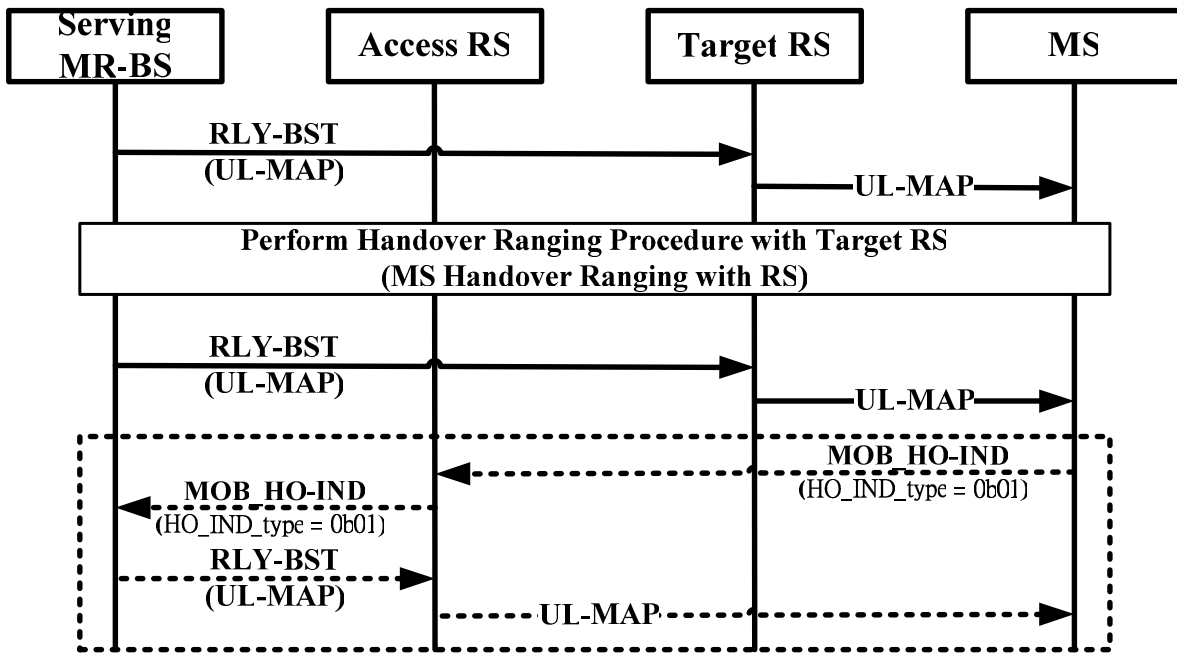 Serving
MR-BS
Access RS
Target RS
MS
RLY-BST
(UL-MAP)
UL-MAP
Perform Handover Ranging Procedure with Target RS
(MS Handover Ranging with RS)
RLY-BST
(UL-MAP)
UL-MAP
MOB_HO-IND
(HO_IND_type = 0b01)
MOB_HO-IND
(HO_IND_type = 0b01)
RLY-BST
(UL-MAP)
UL-MAP